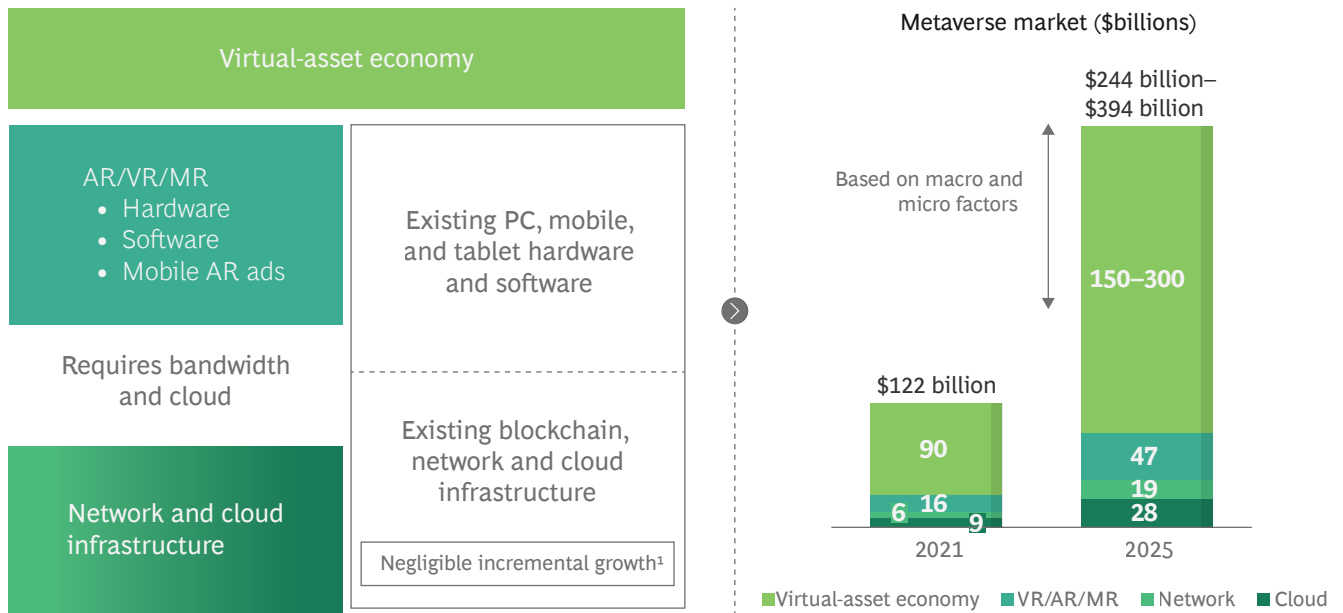 Virtual-asset economy
AR/VR/MR
• Hardware
• Software
• Mobile AR ads
Existing PC, mobile,
and tablet hardware
and software
Requires bandwidth
and cloud
Existing blockchain,
network and cloud
infrastructure
Network and cloud
infrastructure
Negligible incremental growth¹
Metaverse market ($billions)
$244 billion–
$394 billion
Based on macro and
micro factors
150–300
$122 billion
90
16
6
9
47
19
28
2021
2025
Virtual-asset economy
VR/AR/MR
Network
Cloud